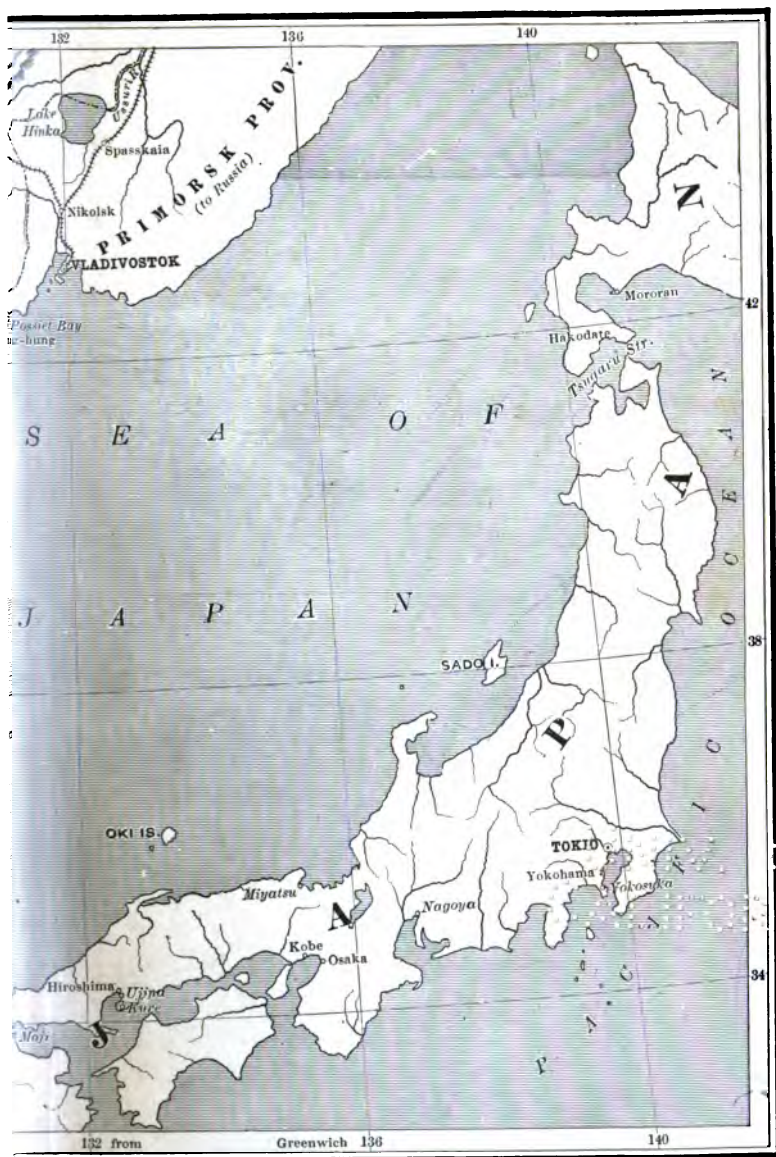 132 136 140
Lake
Hinka
Ussuri R.
Spasskaia
Nikolsk
PRIMORSK PROV.
(to Russia)
VLADIVOSTOK
Possiet Bay
Mororan
42
Hakodate
Tsugaru Str.
SEA OF
JAPAN
SADO I.
38
OKI IS.
TOKIO
Yokohama
Yokosuka
Miyatsu
Nagoya
Kobe
Osaka
Hiroshima
Ujina
Kure
34
Moji
JAPAN
PACIFIC OCEAN
132 from Greenwich 136 140